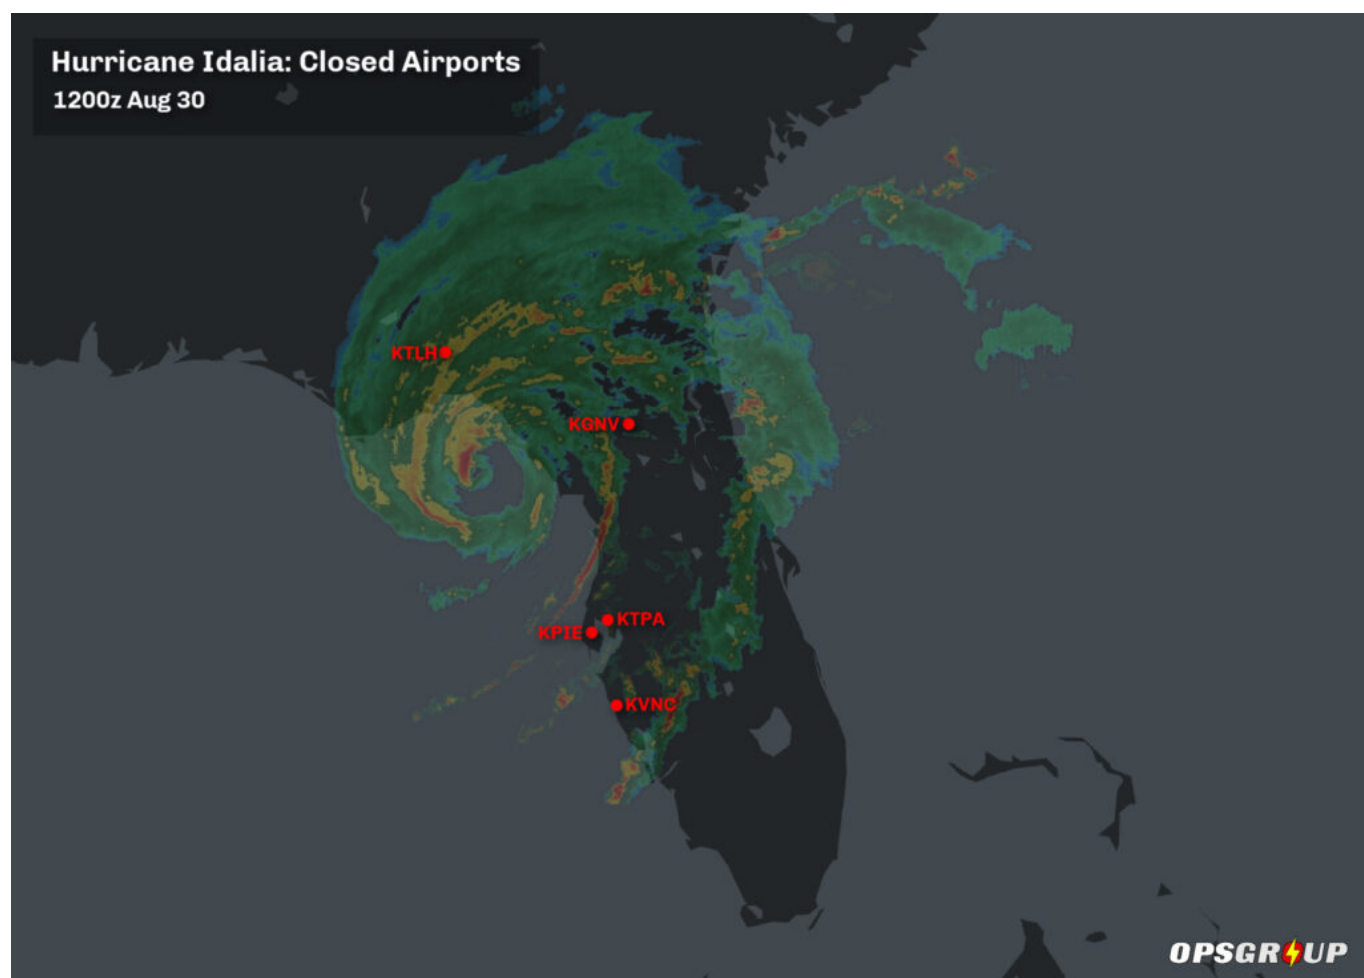 Hurricane Idalia: Closed Airports
1200z Aug 30
KTLH
KGNV
KTPA
KPIE
KVNC
OPSGROUP